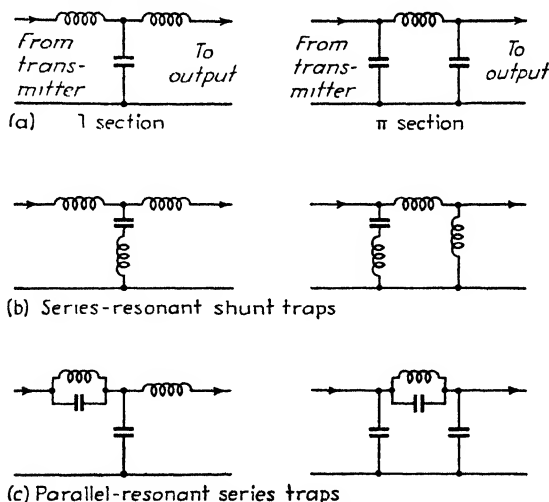 From
trans-
mitter
To
output
From
trans-
mitter
To
output
(a) T section
π section
(b) Series-resonant shunt traps
(c) Parallel-resonant series traps